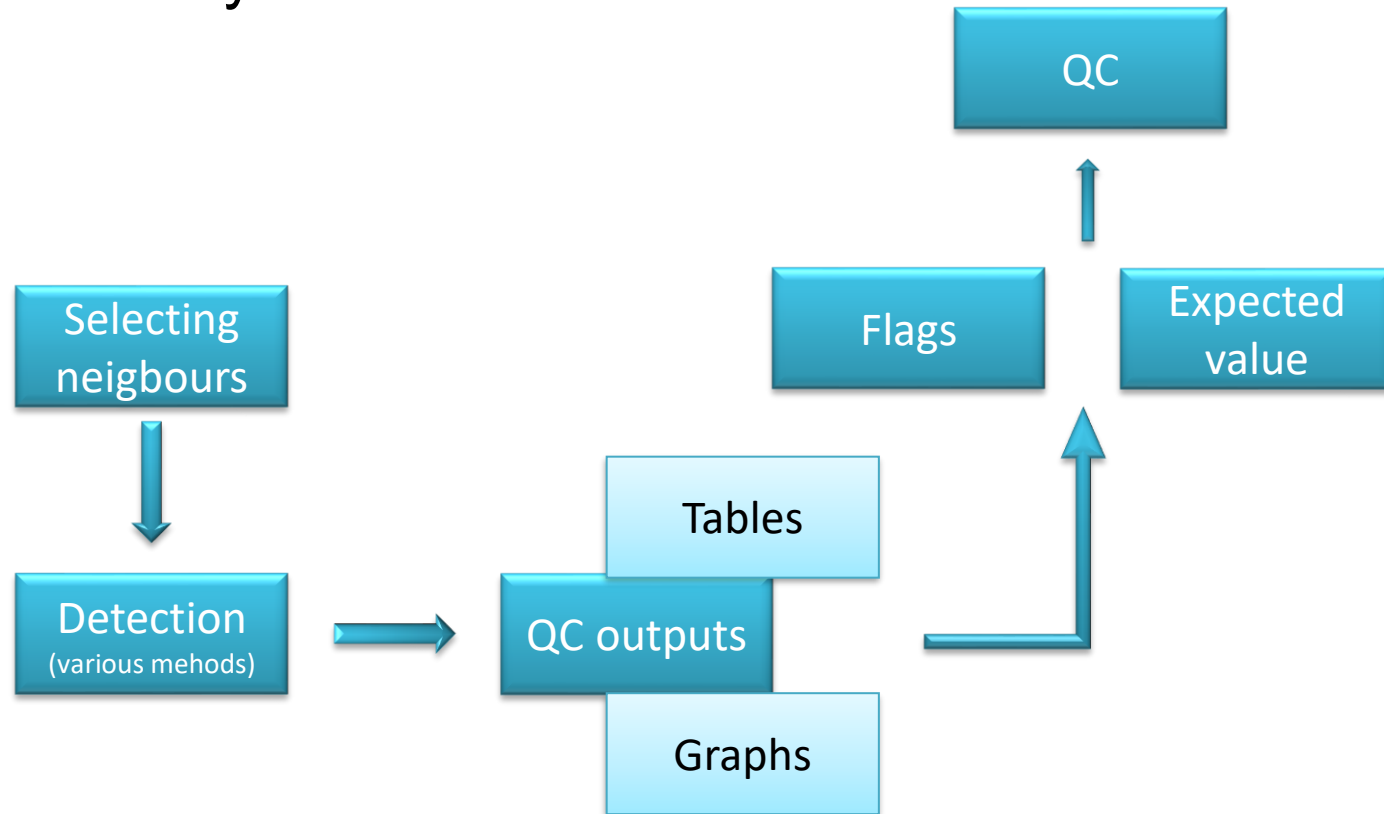 QC
Flags
Expected
value
Selecting
neigbours
Tables
Detection
(various mehods)
QC outputs
Graphs